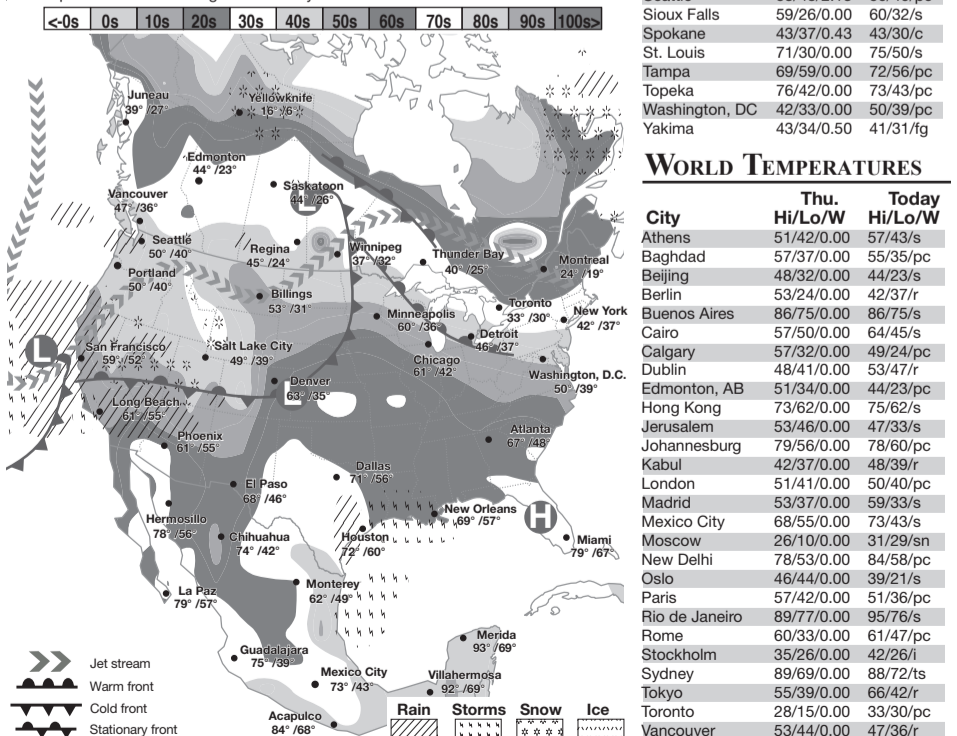 <-0s 0s 10s 20s 30s 40s 50s 60s 70s 80s 90s 100s>
Juneau
39° /27°
Yellowknife
16° /6°
Edmonton
44° /23°
Saskatoon
44° /26°
L
Vancouver
47° /36°
Seattle
50° /40°
Regina
45° /24°
Winnipeg
37° /32°
Thunder Bay
40° /25°
Montreal
24° /19°
Portland
50° /40°
Billings
53° /31°
Minneapolis
60° /36°
Toronto
33° /30°
New York
42° /37°
Detroit
46° /37°
L
San Francisco
59° /52°
Salt Lake City
49° /39°
Chicago
61° /42°
Washington, D.C.
50° /39°
Denver
63° /35°
L
Long Beach
61° /55°
Phoenix
61° /55°
Atlanta
67° /48°
Dallas
71° /56°
El Paso
68° /46°
New Orleans
69° /57°
H
Hermosillo
78° /56°
Chihuahua
74° /42°
Houston
72° /60°
Miami
79° /67°
La Paz
79° /57°
Monterey
62° /49°
Merida
93° /69°
Guadalajara
75° /39°
Mexico City
73° /43°
Villahermosa
92° /69°
Acapulco
84° /68°
Jet stream
Warm front
Cold front
Stationary front
Rain Storms Snow Ice
Sioux Falls 59/26/0.00 60/32/s
Spokane 43/37/0.43 43/30/c
St. Louis 71/30/0.00 75/50/s
Tampa 69/59/0.00 72/56/pc
Topeka 76/42/0.00 73/43/pc
Washington, DC 42/33/0.00 50/39/pc
Yakima 43/34/0.50 41/31/fg
World Temperatures
Thu. Today
City Hi/Lo/W Hi/Lo/W
Athens 51/42/0.00 57/43/s
Baghdad 57/37/0.00 55/35/pc
Beijing 48/32/0.00 44/23/s
Berlin 53/24/0.00 42/37/r
Buenos Aires 86/75/0.00 86/75/s
Cairo 57/50/0.00 64/45/s
Calgary 57/32/0.00 49/24/pc
Dublin 48/41/0.00 53/47/r
Edmonton, AB 51/34/0.00 44/23/pc
Hong Kong 73/62/0.00 75/62/s
Jerusalem 53/46/0.00 47/33/s
Johannesburg 79/56/0.00 78/60/pc
Kabul 42/37/0.00 48/39/r
London 51/41/0.00 50/40/pc
Madrid 53/37/0.00 59/33/s
Mexico City 68/55/0.00 73/43/s
Moscow 26/10/0.00 31/29/sn
New Delhi 78/53/0.00 84/58/pc
Oslo 46/44/0.00 39/21/s
Paris 57/42/0.00 51/36/pc
Rio de Janeiro 89/77/0.00 95/76/s
Rome 60/33/0.00 61/47/pc
Stockholm 35/26/0.00 42/26/i
Sydney 89/69/0.00 88/72/ts
Tokyo 55/39/0.00 66/42/r
Toronto 28/15/0.00 33/30/pc
Vancouver 53/44/0.00 47/36/r